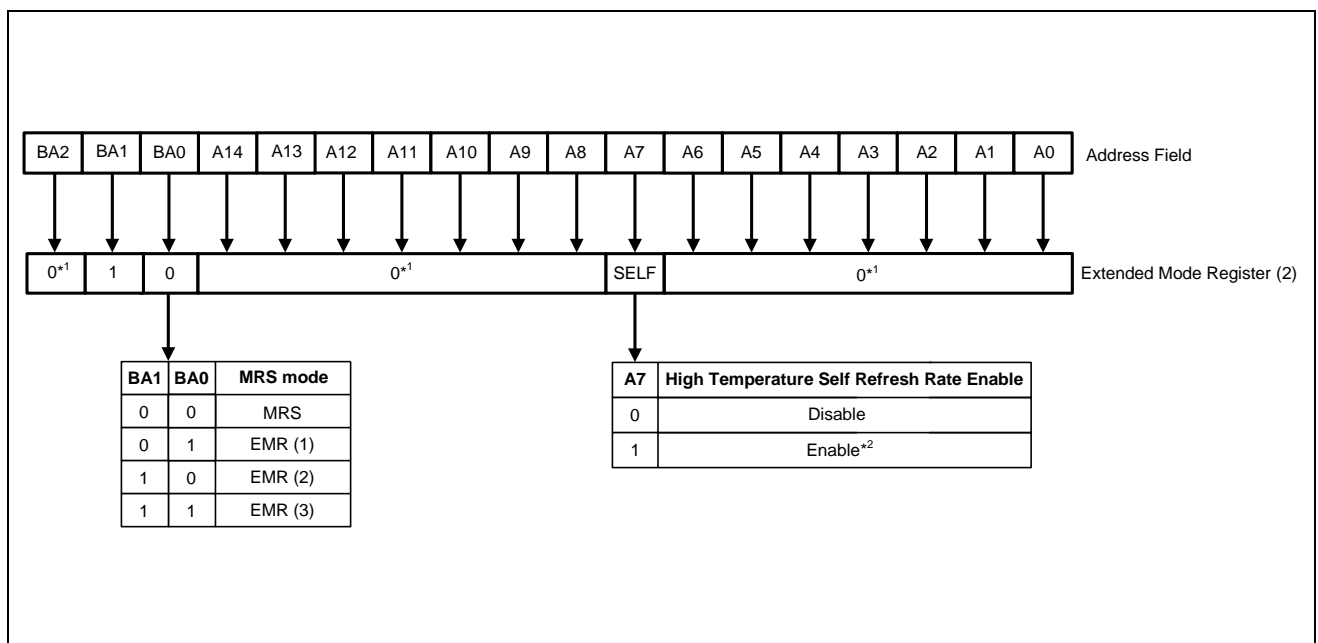 BA2 BA1 BA0 A14 A13 A12 A11 A10 A9 A8 A7 A6 A5 A4 A3 A2 A1 A0 Address Field
0*1 1 0 0*1 SELF 0*1 Extended Mode Register (2)
BA1 BA0 MRS mode
0 0 MRS
0 1 EMR (1)
1 0 EMR (2)
1 1 EMR (3)
A7 High Temperature Self Refresh Rate Enable
0 Disable
1 Enable*2